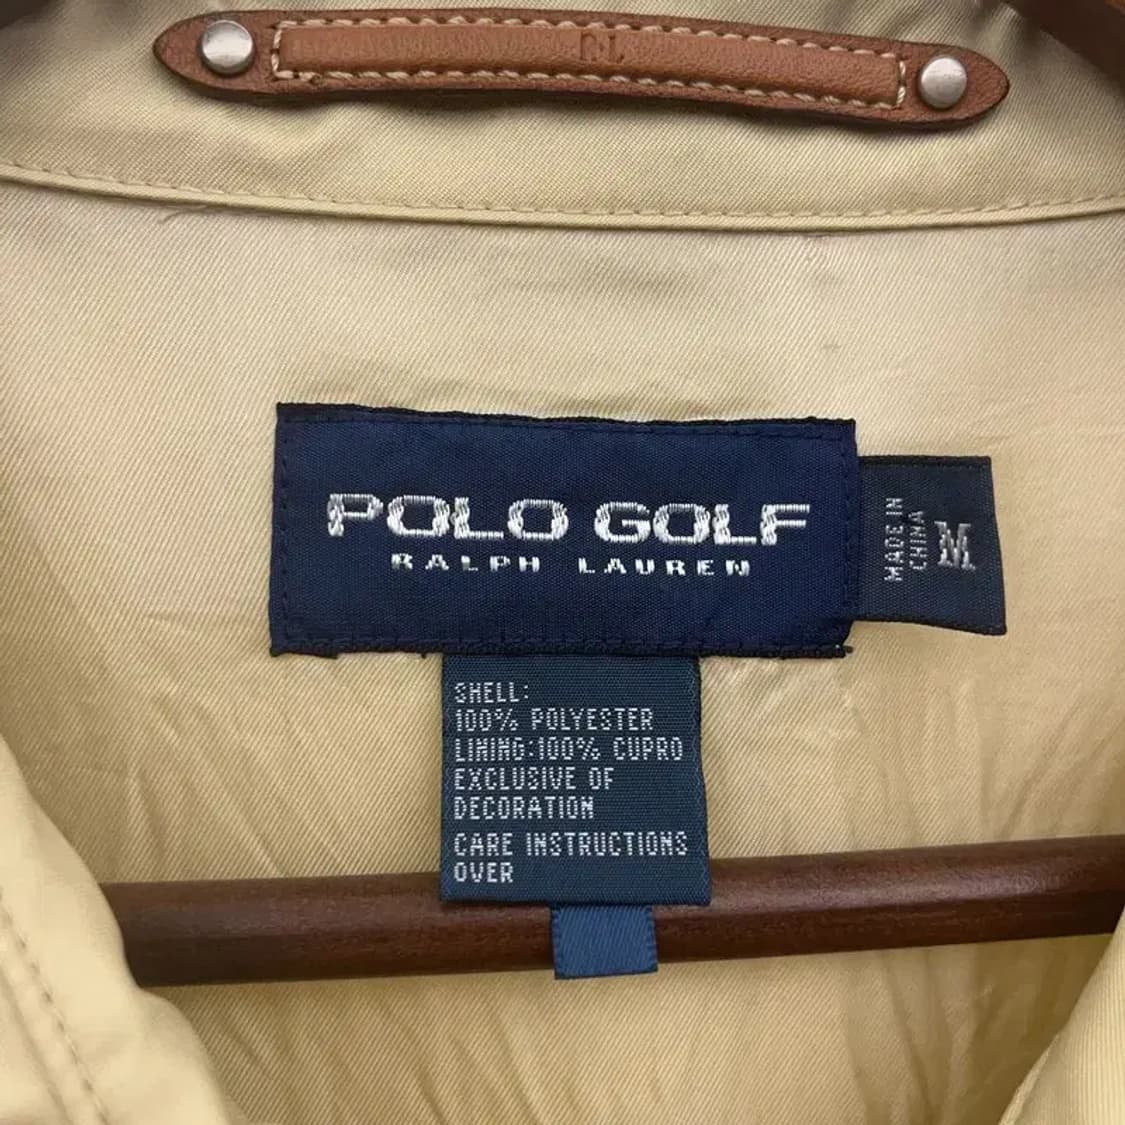 RL
POLO GOLF
RALPH LAUREN
MADE IN
CHINA
M
SHELL:
100% POLYESTER
LINING:100% CUPRO
EXCLUSIVE OF
DECORATION
CARE INSTRUCTIONS
OVER